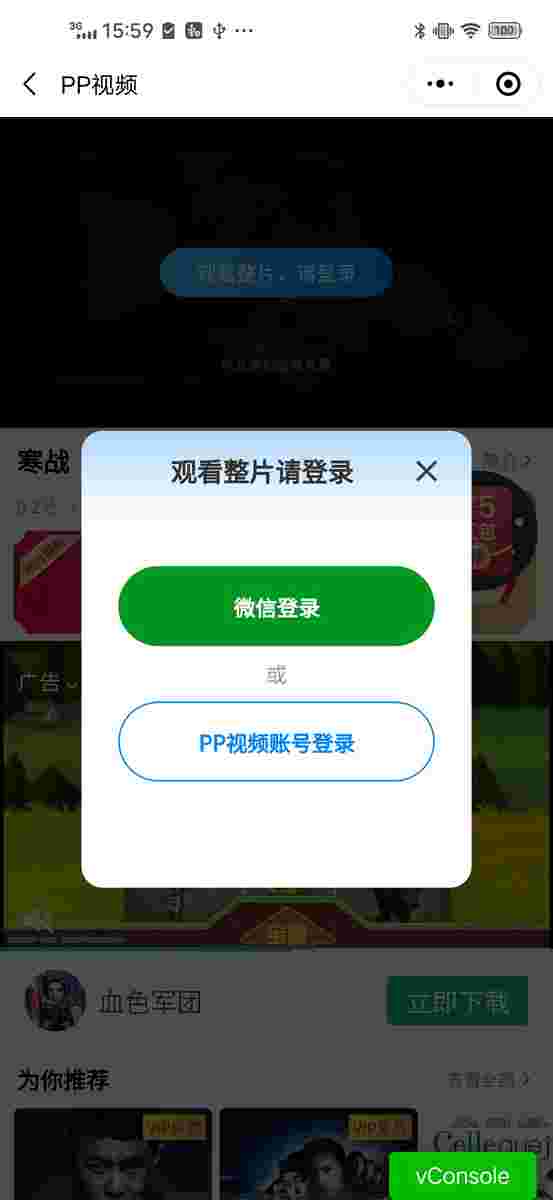 3G 15:59 100
PP视频
观看整片，请登录
寒战
观看整片请登录
微信登录
或
PP视频账号登录
广告
血色军团
立即下载
为你推荐
查看全部
vConsole